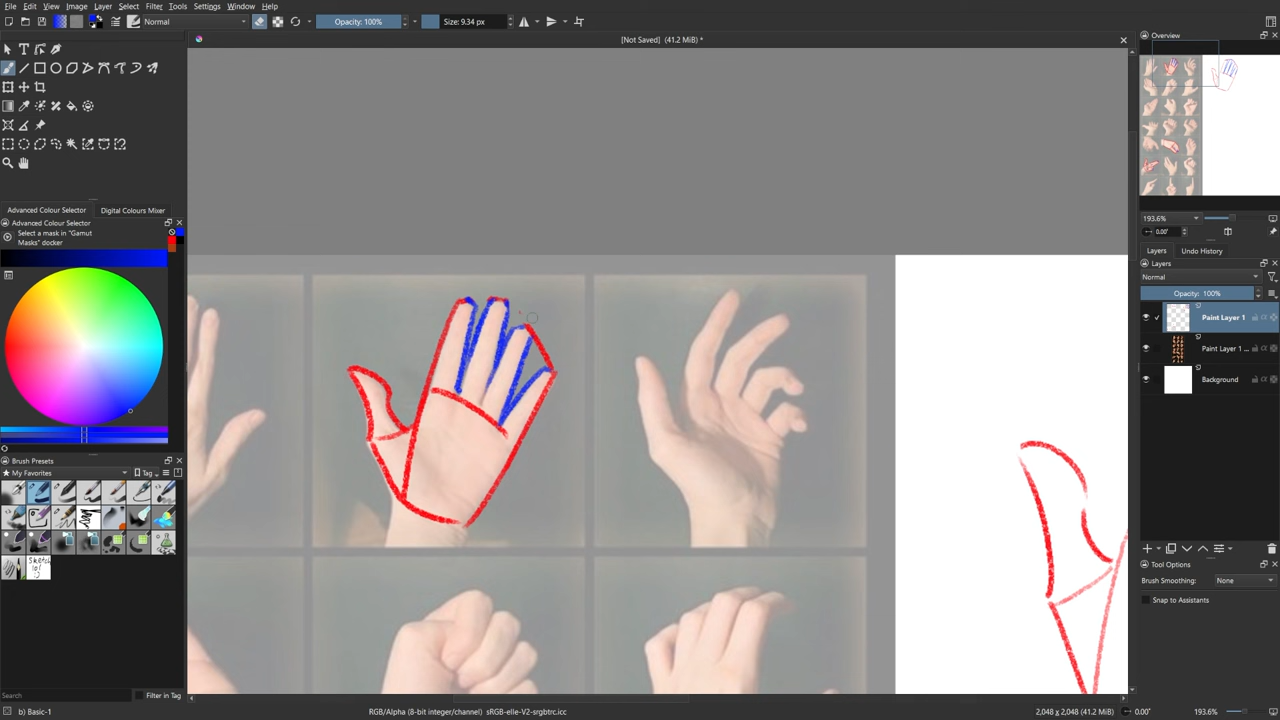 File Edit View Image Layer Select Filter Tools Settings Window Help
Normal
Opacity: 100%
Size: 9.34 px
[Not Saved] (41.2 MiB) *
Advanced Colour Selector Digital Colours Mixer
Advanced Colour Selector
Select a mask in "Gamut
Masks" docker
Brush Presets
My Favorites
Tag
Sketch
lol
Search
Filter in Tag
b) Basic-1
RGB/Alpha (8-bit integer/channel) sRGB-elle-V2-srgbtrc.icc
2,048 x 2,048 (41.2 MiB)
0.00°
193.6%
Overview
193.6%
0.00°
Layers Undo History
Layers
Normal
Opacity: 100%
Paint Layer 1
Paint Layer 1 ...
Background
Tool Options
Brush Smoothing: None
Snap to Assistants